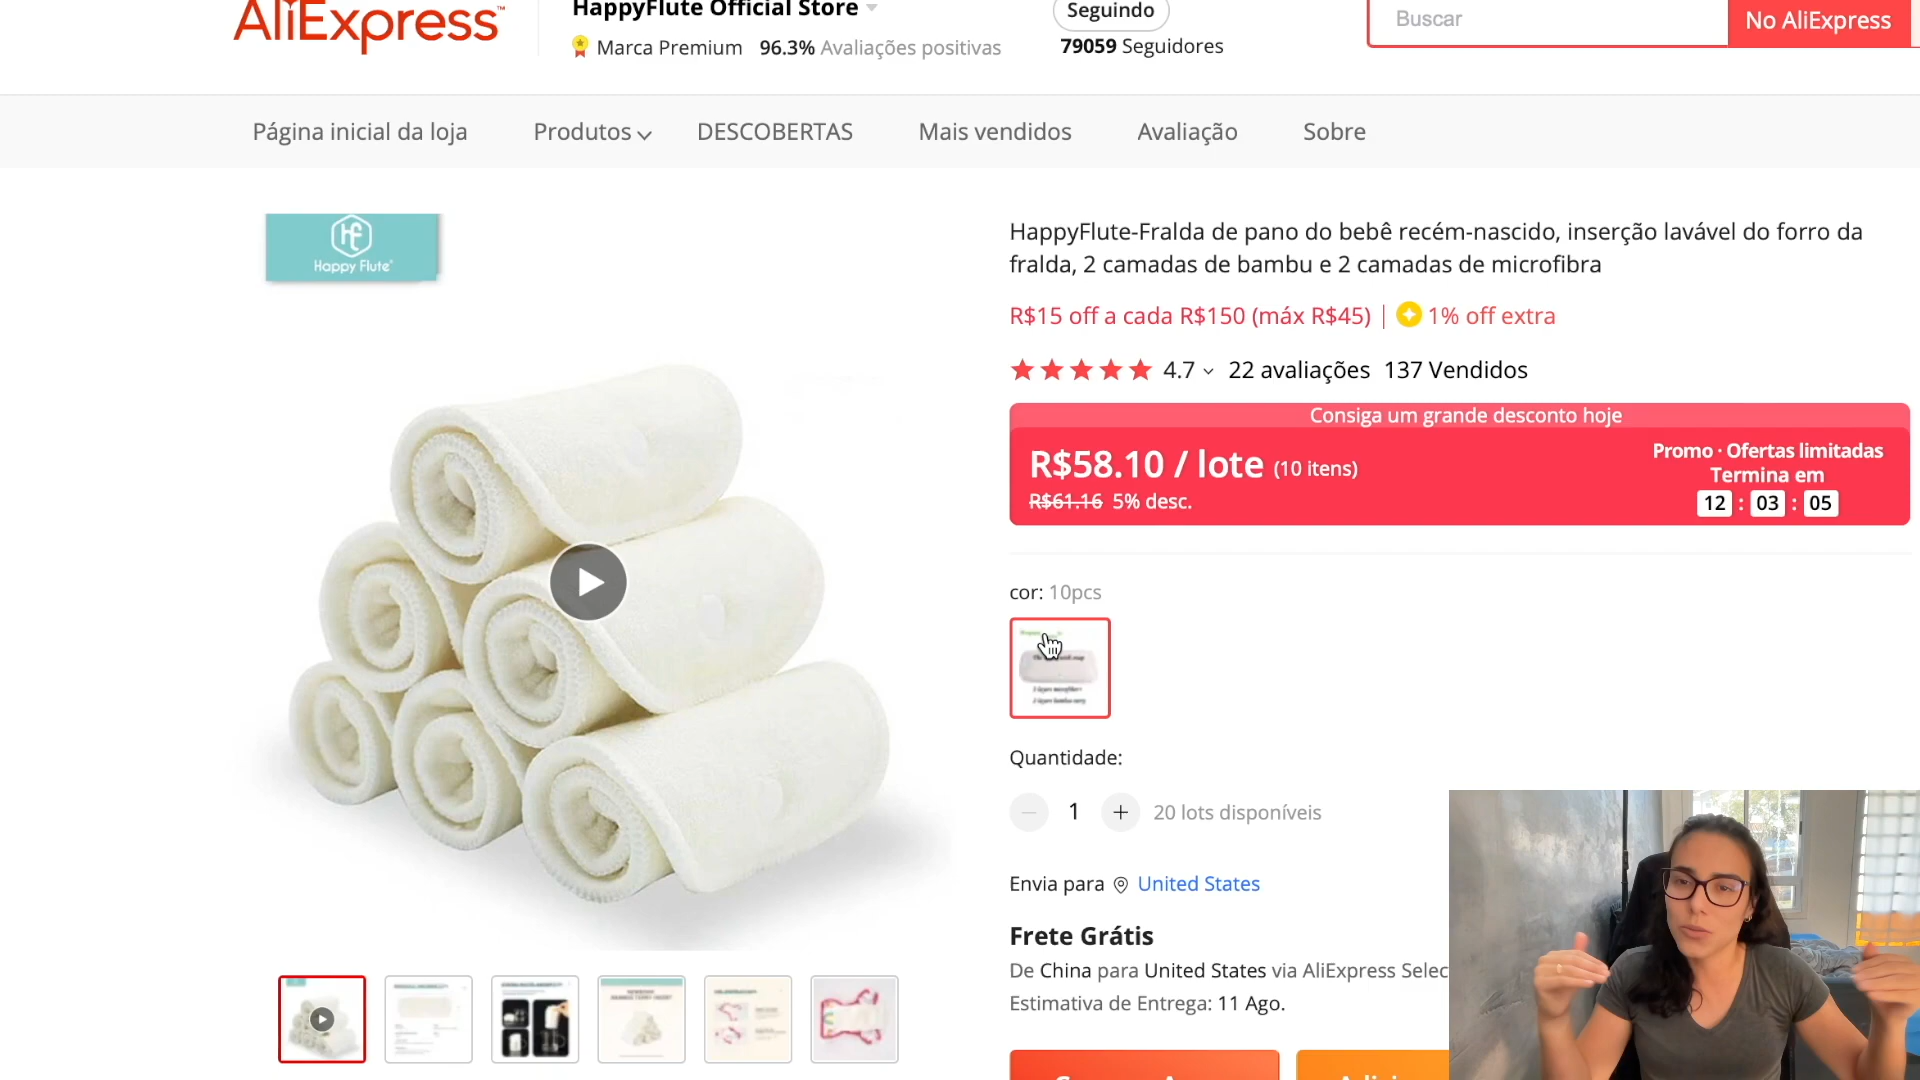 AliExpress™
HappyFlute Official Store
Marca Premium 96.3% Avaliações positivas
Seguindo
79059 Seguidores
Buscar
No AliExpress
Página inicial da loja Produtos DESCOBERTAS Mais vendidos Avaliação Sobre
hf
Happy Flute®
HappyFlute-Fralda de pano do bebê recém-nascido, inserção lavável do forro da
fralda, 2 camadas de bambu e 2 camadas de microfibra
R$15 off a cada R$150 (máx R$45) | 1% off extra
4.7 22 avaliações 137 Vendidos
Consiga um grande desconto hoje
R$58.10 / lote (10 itens)
R$61.16 5% desc.
Promo · Ofertas limitadas
Termina em
12 : 03 : 05
cor: 10pcs
Quantidade:
1 + 20 lots disponíveis
Envia para United States
Frete Grátis
De China para United States via AliExpress Selec
Estimativa de Entrega: 11 Ago.